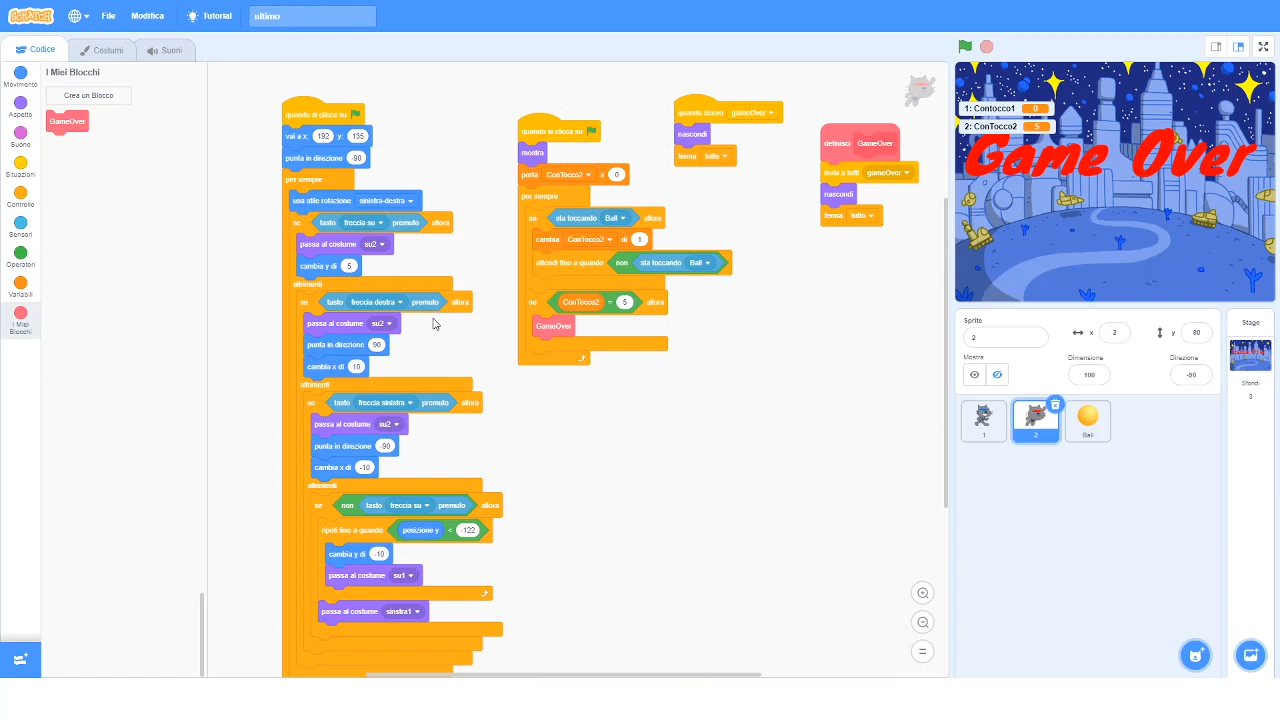 SCRATCH
File
Modifica
Tutorial
ultimo
Codice
Costumi
Suoni
Movimento
Aspetto
Suono
Situazioni
Controllo
Sensori
Operatori
Variabili
I Miei Blocchi
I Miei Blocchi
Crea un Blocco
GameOver
quando si clicca su
vai a x: 192 y: 135
punta in direzione -90
per sempre
usa stile rotazione sinistra-destra
se tasto freccia su premuto allora
passa al costume su2
cambia y di 5
altrimenti
se tasto freccia destra premuto allora
passa al costume su2
punta in direzione 90
cambia x di 10
altrimenti
se tasto freccia sinistra premuto allora
passa al costume su2
punta in direzione -90
cambia x di -10
altrimenti
se non tasto freccia su premuto allora
ripeti fino a quando posizione y < -122
cambia y di -10
passa al costume su1
passa al costume sinstra1
quando si clicca su
mostra
porta ConTocco2 a 0
per sempre
se sta toccando Ball allora
cambia ConTocco2 di 1
attendi fino a quando non sta toccando Ball
se ConTocco2 = 5 allora
GameOver
quando ricevo gameOver
nascondi
ferma tutto
definisci GameOver
invia a tutti gameOver
nascondi
ferma tutto
1: Contocco1 0
2: ConTocco2 5
Game Over
Sprite
2
x 2
y 80
Mostra
Dimensione
100
Direzione
-90
1
2
Ball
Stage
Sfondi
3